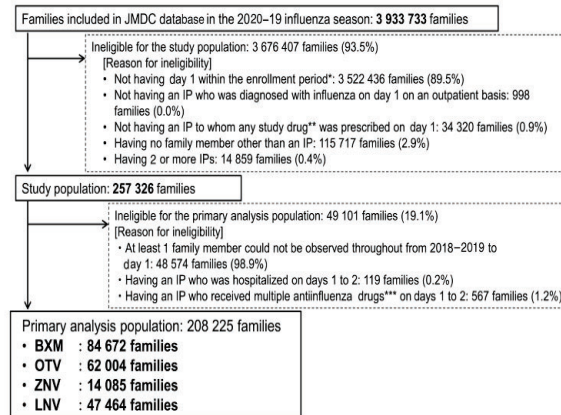 Families included in JMDC database in the 2020–19 influenza season: 3 933 733 families
Ineligible for the study population: 3 676 407 families (93.5%)
[Reason for ineligibility]
• Not having day 1 within the enrollment period*: 3 522 436 families (89.5%)
• Not having an IP who was diagnosed with influenza on day 1 on an outpatient basis: 998
families (0.0%)
• Not having an IP to whom any study drug** was prescribed on day 1: 34 320 families (0.9%)
• Having no family member other than an IP: 115 717 families (2.9%)
• Having 2 or more IPs: 14 859 families (0.4%)
Study population: 257 326 families
Ineligible for the primary analysis population: 49 101 families (19.1%)
[Reason for ineligibility]
• At least 1 family member could not be observed throughout from 2018–2019 to
day 1: 48 574 families (98.9%)
• Having an IP who was hospitalized on days 1 to 2: 119 families (0.2%)
• Having an IP who received multiple antiinfluenza drugs*** on days 1 to 2: 567 families (1.2%)
Primary analysis population: 208 225 families
• BXM : 84 672 families
• OTV : 62 004 families
• ZNV : 14 085 families
• LNV : 47 464 families